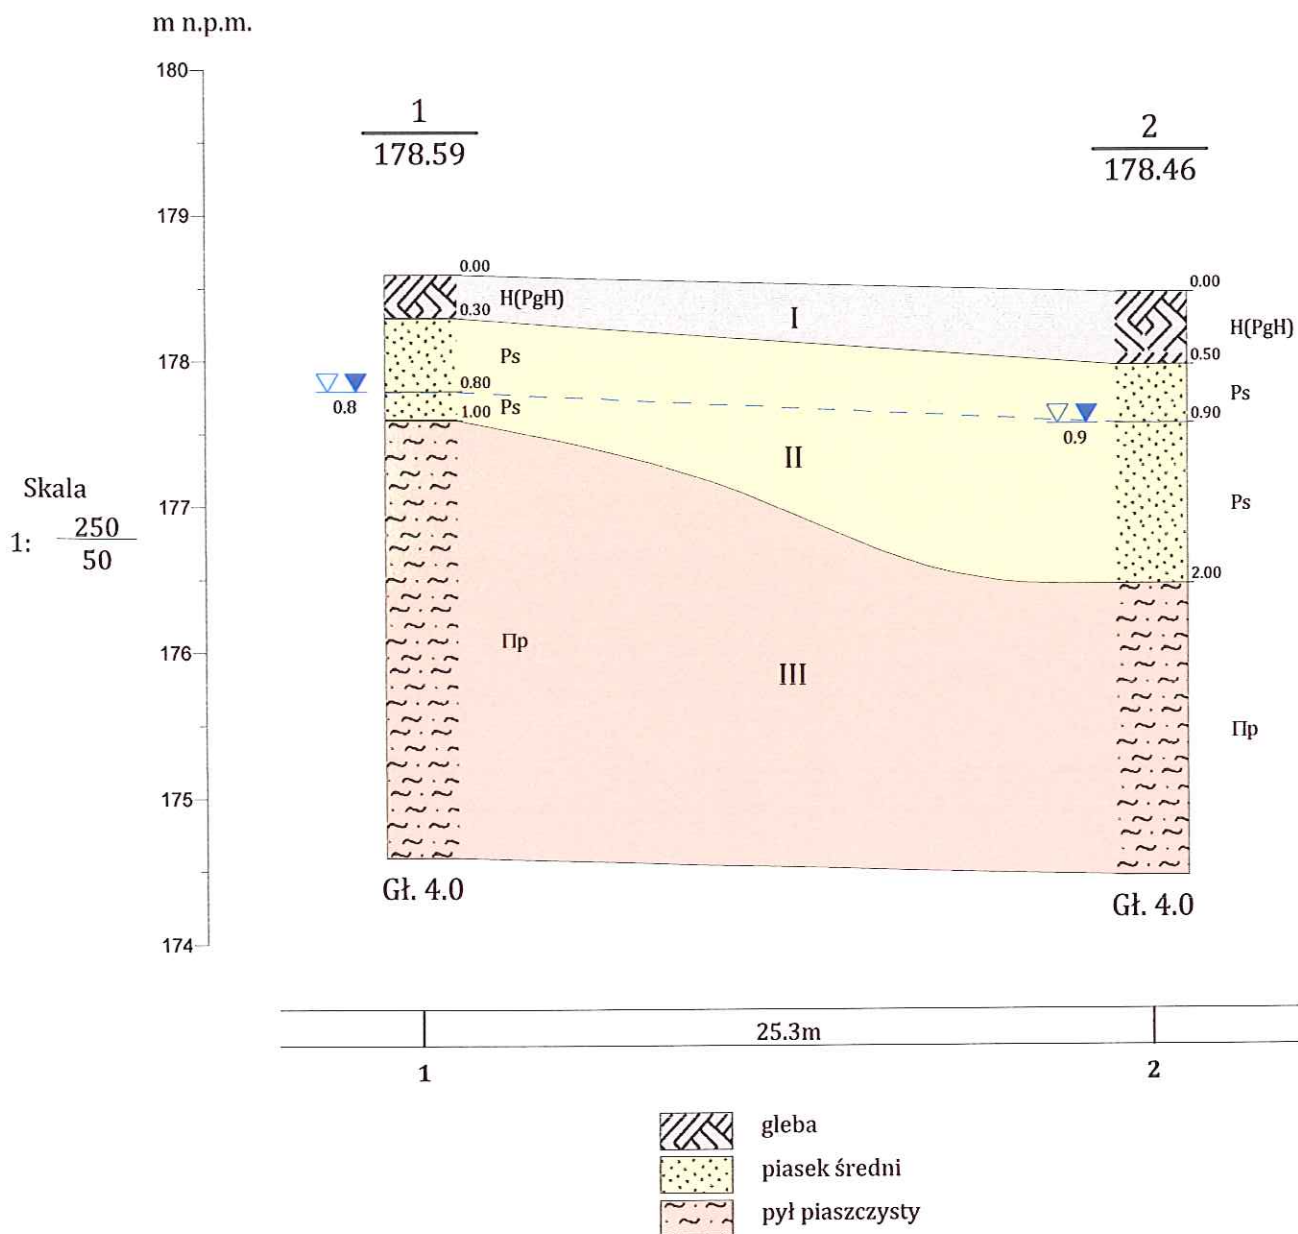 m n.p.m.
180
1
178.59
2
178.46
179
0.00
H(PgH)
0.30
I
0.00
H(PgH)
0.50
178
Ps
0.80
0.8
Ps
1.00
Ps
0.90
0.9
II
Skala
1: 250
50
177
Ps
2.00
176
Пp
III
Пp
175
Gł. 4.0
Gł. 4.0
174
25.3m
1
2
gleba
piasek średni
pył piaszczysty